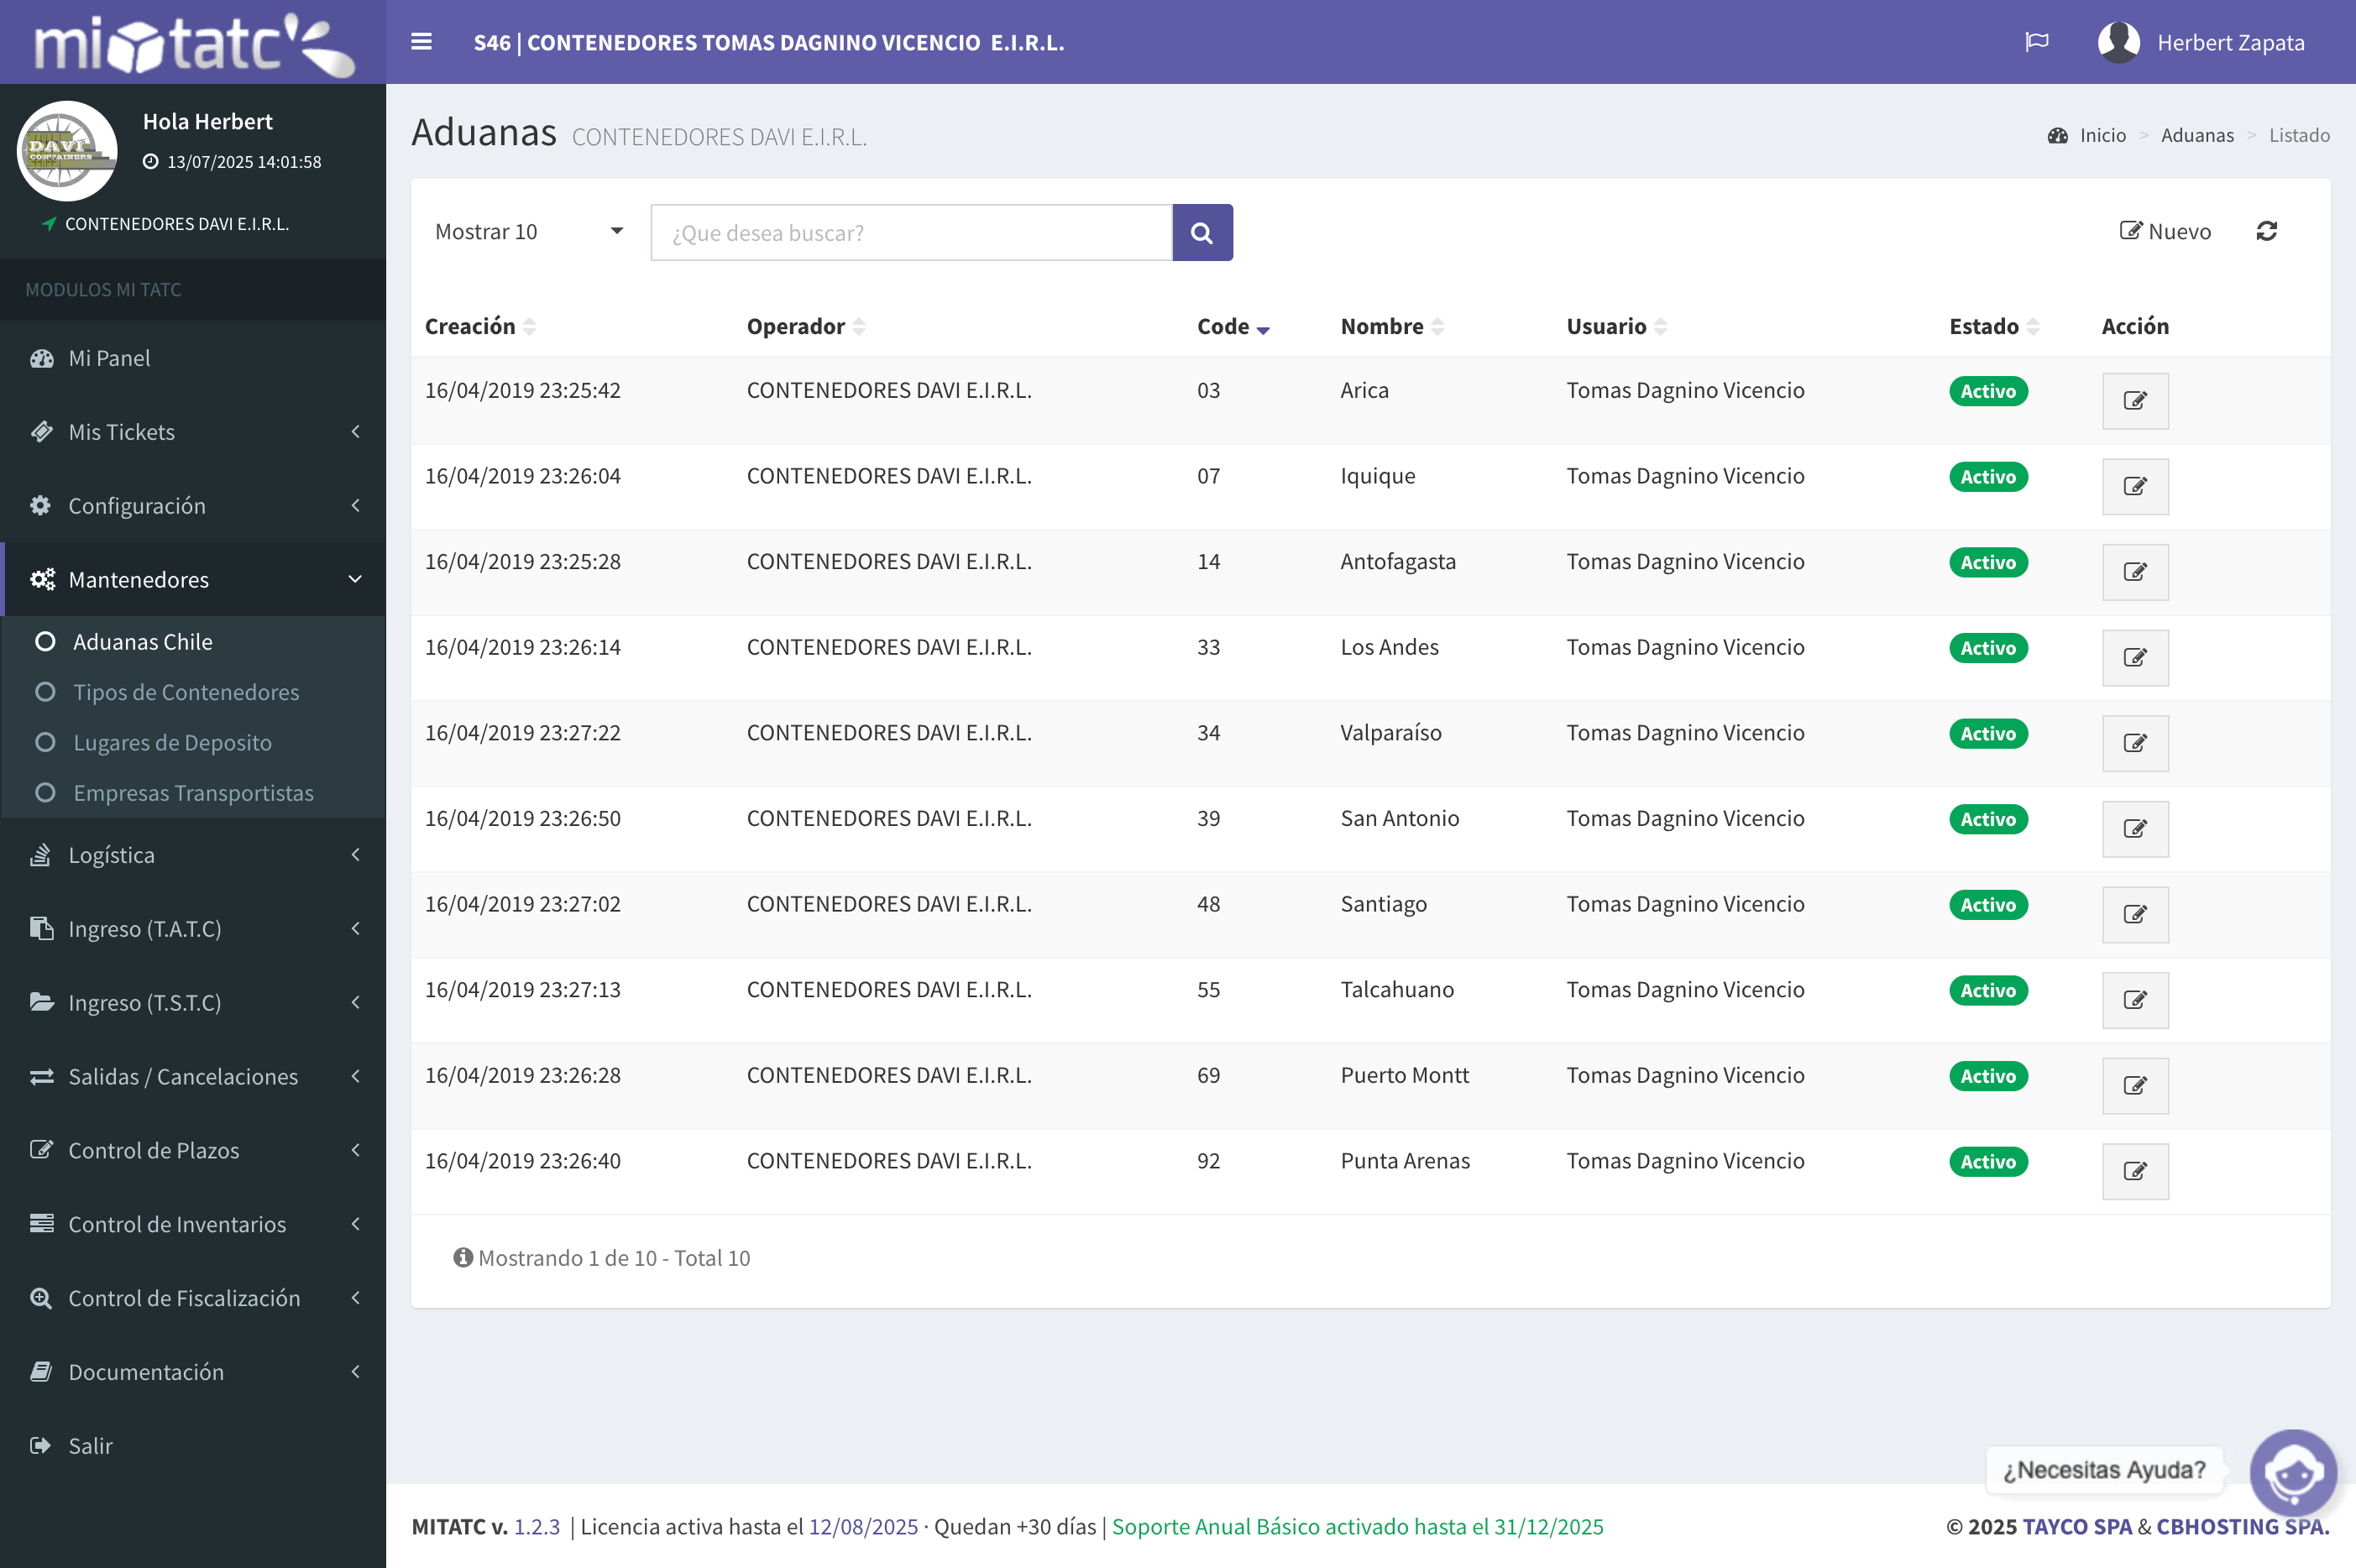 mi tatc
S46 | CONTENEDORES TOMAS DAGNINO VICENCIO E.I.R.L.
Herbert Zapata
DAVI
CONTAINERS
Hola Herbert
13/07/2025 14:01:58
CONTENEDORES DAVI E.I.R.L.
MODULOS MI TATC
Mi Panel
Mis Tickets
Configuración
Mantenedores
Aduanas Chile
Tipos de Contenedores
Lugares de Deposito
Empresas Transportistas
Logística
Ingreso (T.A.T.C)
Ingreso (T.S.T.C)
Salidas / Cancelaciones
Control de Plazos
Control de Inventarios
Control de Fiscalización
Documentación
Salir
Aduanas CONTENEDORES DAVI E.I.R.L.
Inicio > Aduanas > Listado
Mostrar 10 ¿Que desea buscar? Nuevo
Creación Operador Code Nombre Usuario Estado Acción
16/04/2019 23:25:42 CONTENEDORES DAVI E.I.R.L. 03 Arica Tomas Dagnino Vicencio Activo
16/04/2019 23:26:04 CONTENEDORES DAVI E.I.R.L. 07 Iquique Tomas Dagnino Vicencio Activo
16/04/2019 23:25:28 CONTENEDORES DAVI E.I.R.L. 14 Antofagasta Tomas Dagnino Vicencio Activo
16/04/2019 23:26:14 CONTENEDORES DAVI E.I.R.L. 33 Los Andes Tomas Dagnino Vicencio Activo
16/04/2019 23:27:22 CONTENEDORES DAVI E.I.R.L. 34 Valparaíso Tomas Dagnino Vicencio Activo
16/04/2019 23:26:50 CONTENEDORES DAVI E.I.R.L. 39 San Antonio Tomas Dagnino Vicencio Activo
16/04/2019 23:27:02 CONTENEDORES DAVI E.I.R.L. 48 Santiago Tomas Dagnino Vicencio Activo
16/04/2019 23:27:13 CONTENEDORES DAVI E.I.R.L. 55 Talcahuano Tomas Dagnino Vicencio Activo
16/04/2019 23:26:28 CONTENEDORES DAVI E.I.R.L. 69 Puerto Montt Tomas Dagnino Vicencio Activo
16/04/2019 23:26:40 CONTENEDORES DAVI E.I.R.L. 92 Punta Arenas Tomas Dagnino Vicencio Activo
Mostrando 1 de 10 - Total 10
¿Necesitas Ayuda?
MITATC v. 1.2.3 | Licencia activa hasta el 12/08/2025 · Quedan +30 días | Soporte Anual Básico activado hasta el 31/12/2025
© 2025 TAYCO SPA & CBHOSTING SPA.